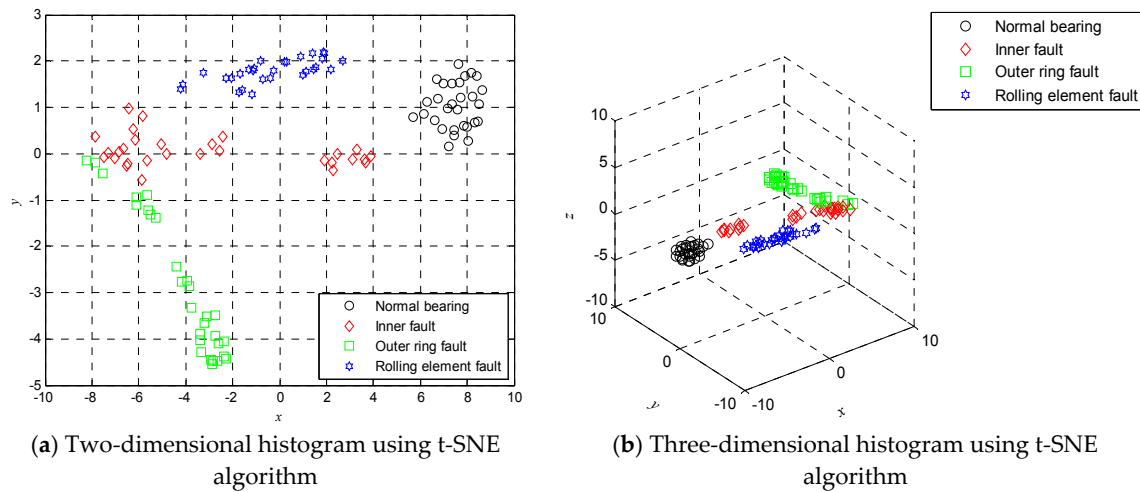 3
2
1
0
-1
-2
-3
-4
-5
y
-10 -8 -6 -4 -2 0 2 4 6 8 10
x
Normal bearing
Inner fault
Outer ring fault
Rolling element fault
(a) Two-dimensional histogram using t-SNE
algorithm
Normal bearing
Inner fault
Outer ring fault
Rolling element fault
10
5
0
-5
-10
z
10
0
-10
y
-10
0
10
x
(b) Three-dimensional histogram using t-SNE
algorithm